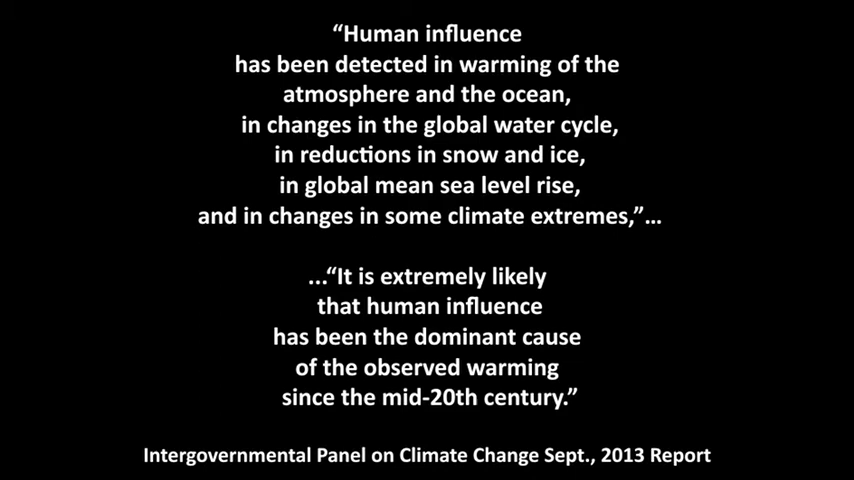 “Human influence
has been detected in warming of the
atmosphere and the ocean,
in changes in the global water cycle,
in reductions in snow and ice,
in global mean sea level rise,
and in changes in some climate extremes,”...
...“It is extremely likely
that human influence
has been the dominant cause
of the observed warming
since the mid-20th century.”
Intergovernmental Panel on Climate Change Sept., 2013 Report